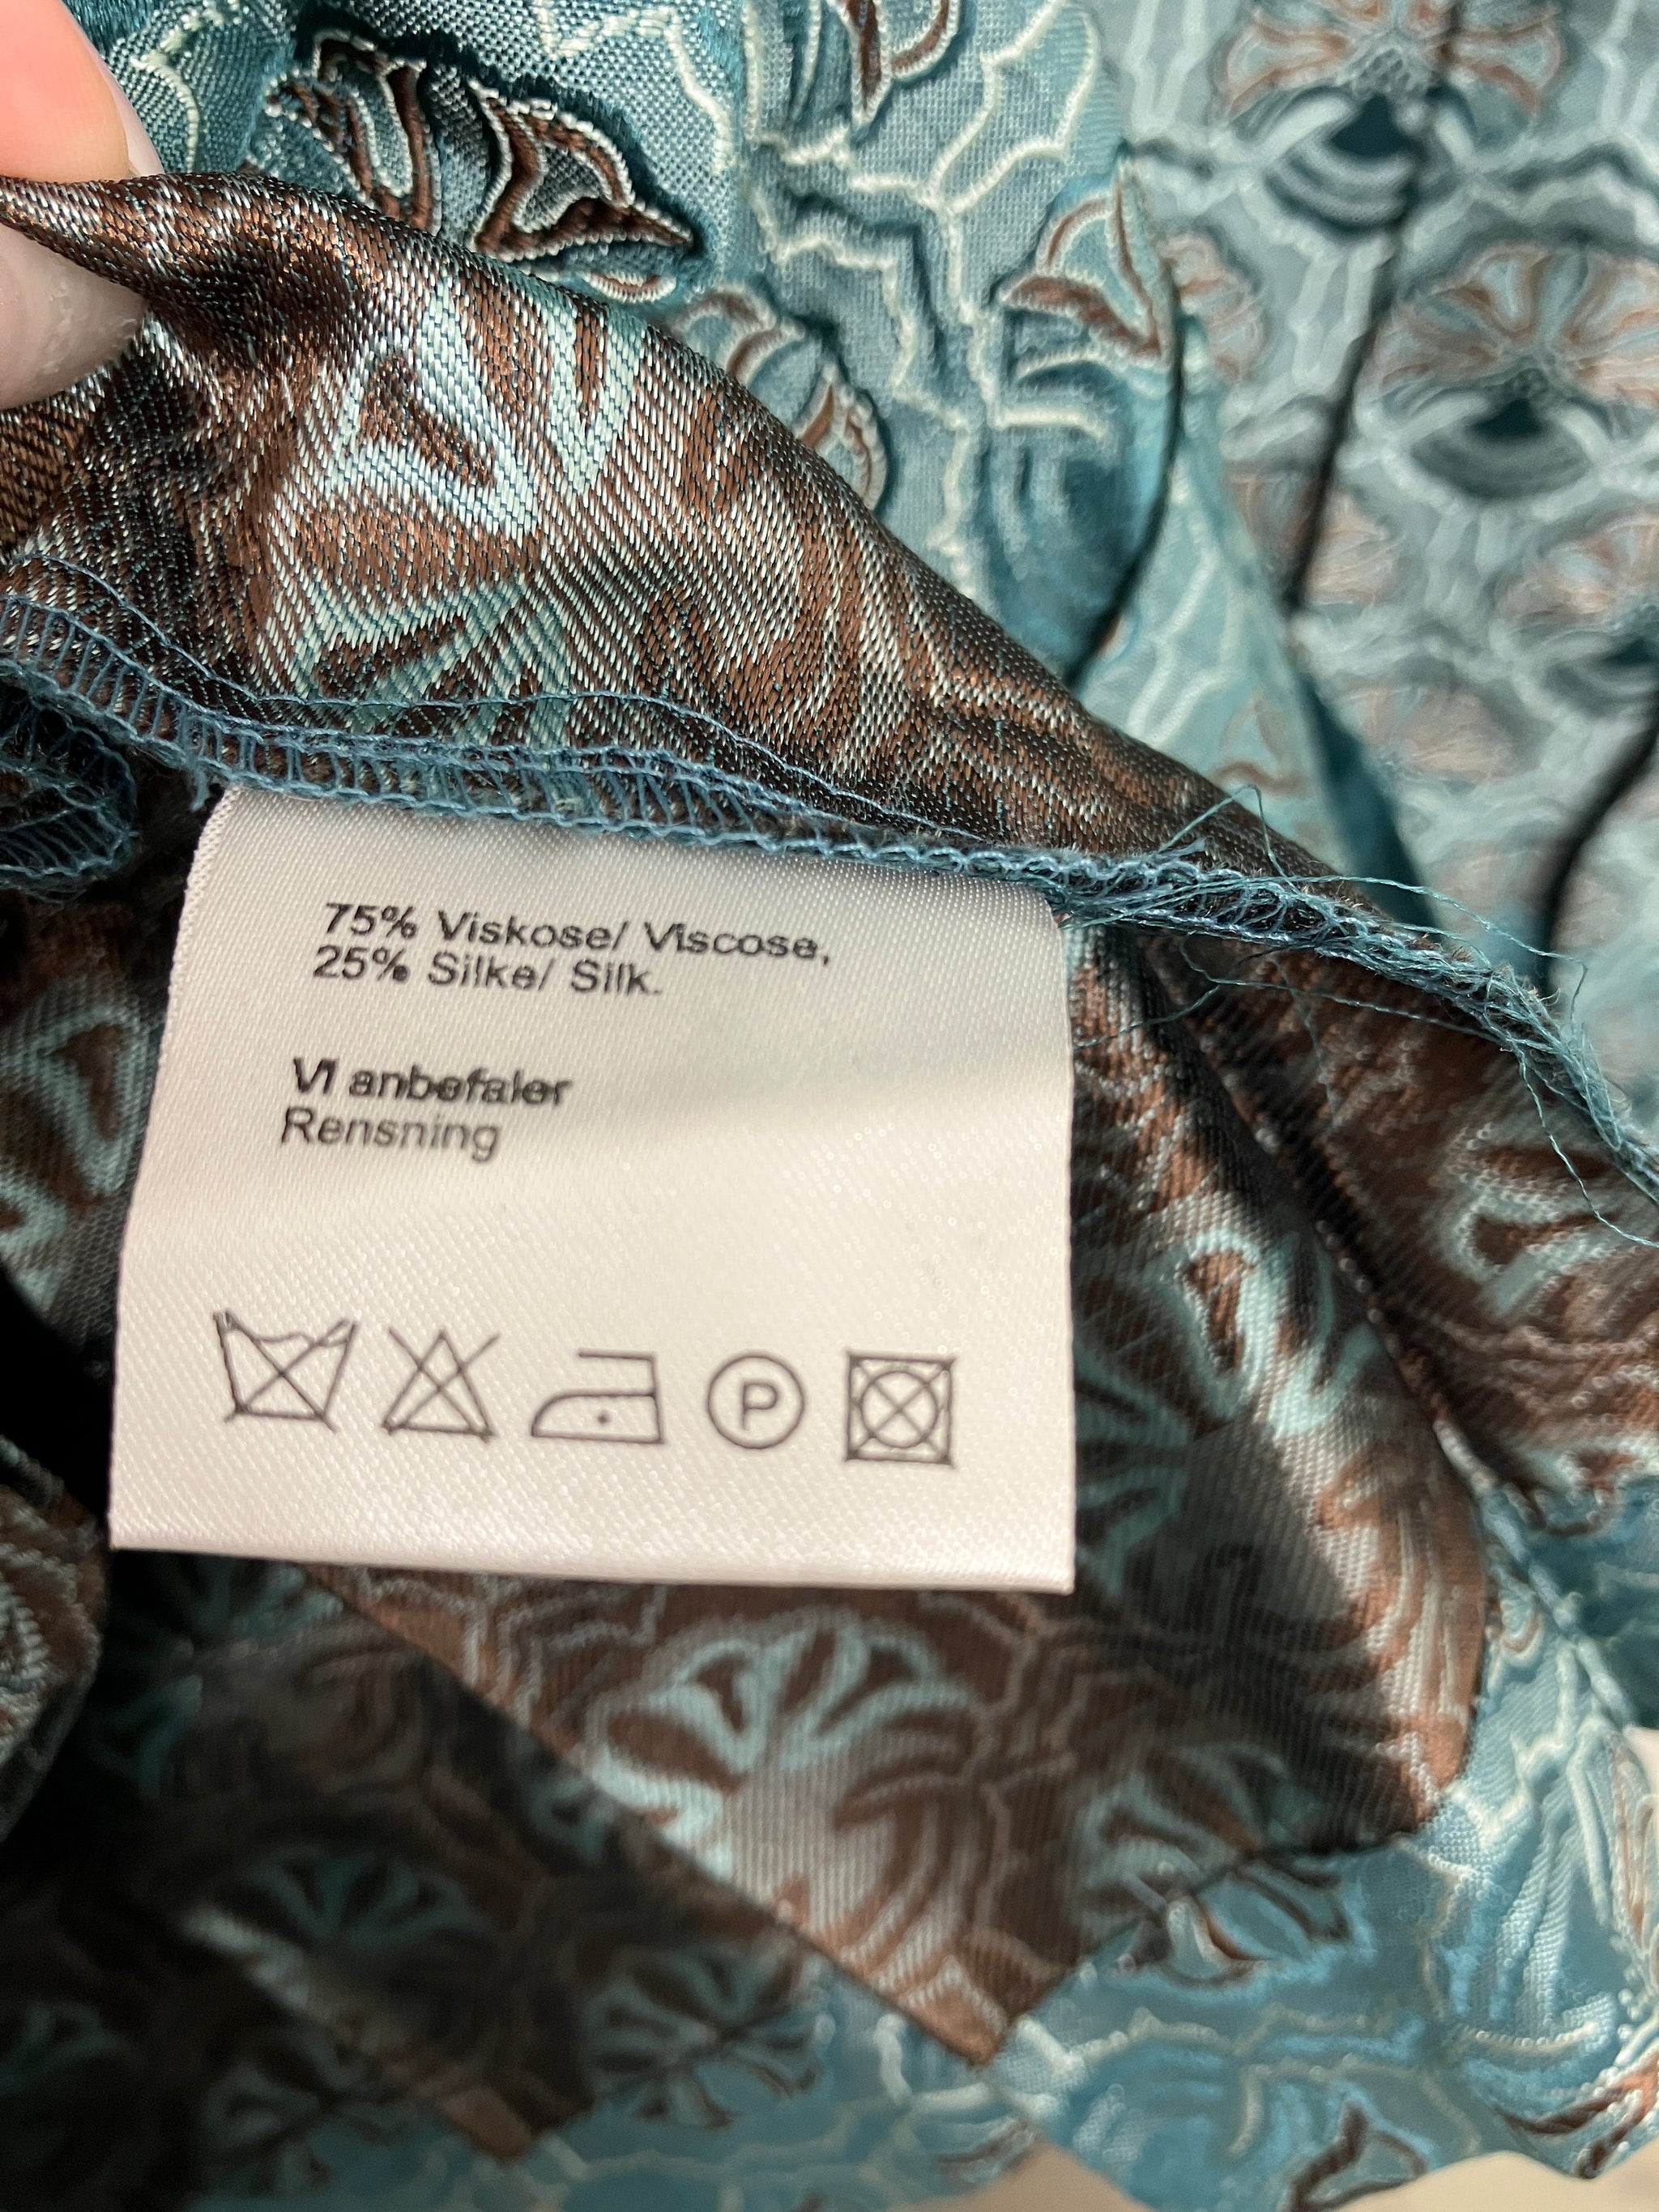 75% Viskose/ Viscose,
25% Silke/ Silk.
Vi anbefaler
Rensning
P